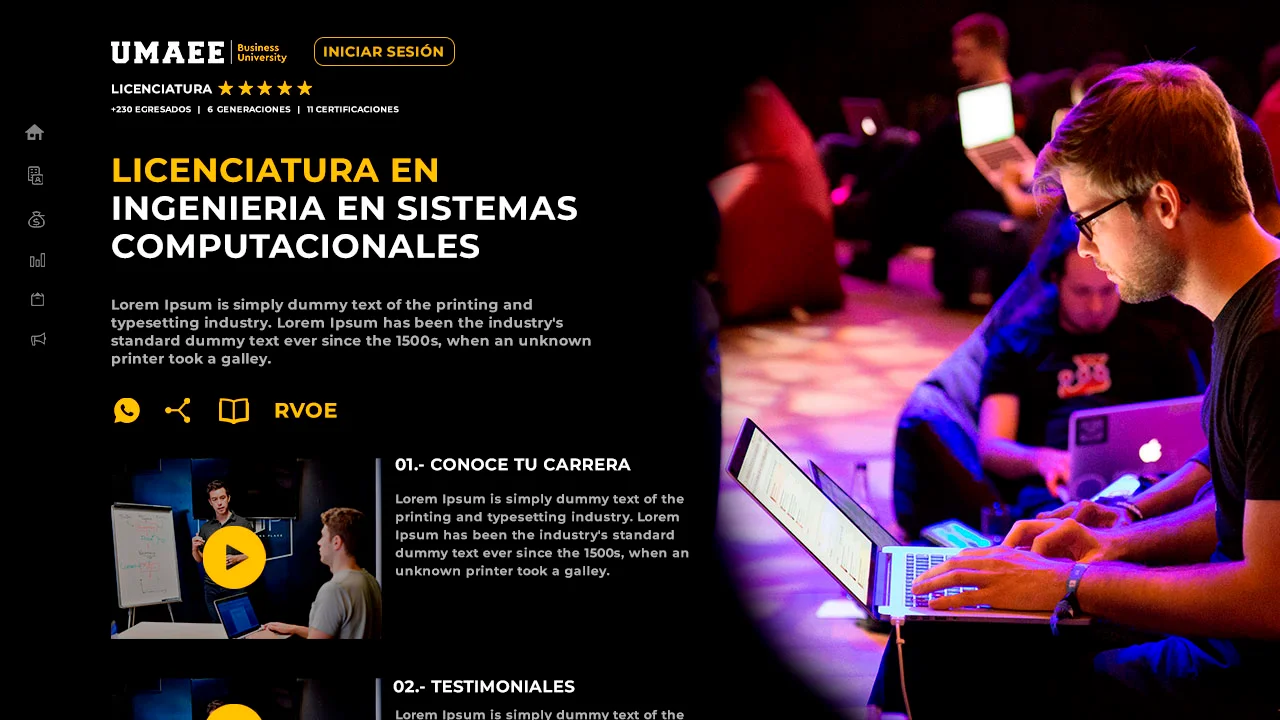 UMAEE Business University
INICIAR SESIÓN
LICENCIATURA
+230 EGRESADOS | 6 GENERACIONES | 11 CERTIFICACIONES
LICENCIATURA EN
INGENIERIA EN SISTEMAS
COMPUTACIONALES
Lorem Ipsum is simply dummy text of the printing and
typesetting industry. Lorem Ipsum has been the industry's
standard dummy text ever since the 1500s, when an unknown
printer took a galley.
RVOE
01.- CONOCE TU CARRERA
Lorem Ipsum is simply dummy text of the
printing and typesetting industry. Lorem
Ipsum has been the industry's standard
dummy text ever since the 1500s, when an
unknown printer took a galley.
02.- TESTIMONIALES
Lorem Ipsum is simply dummy text of the